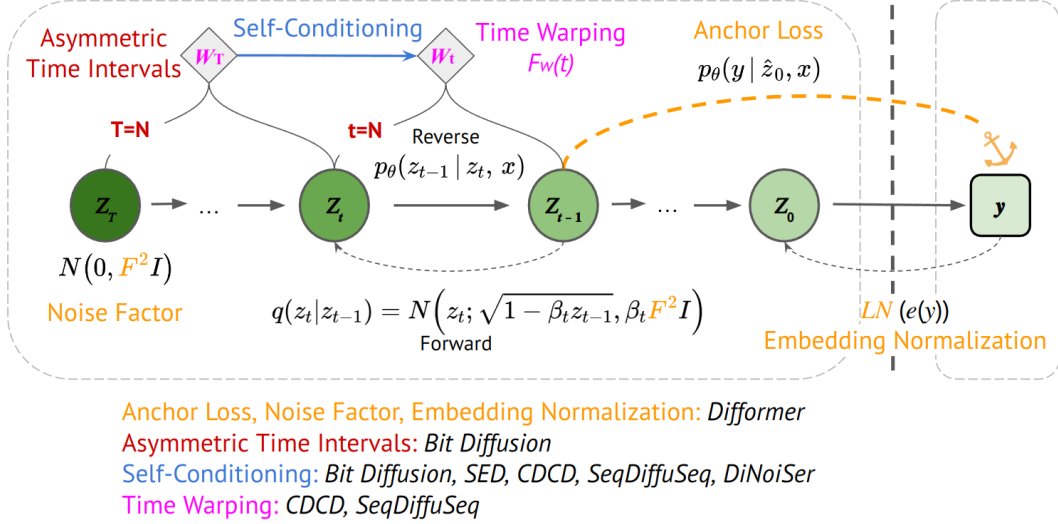 Asymmetric
Time Intervals
W_T
Self-Conditioning
W_t
Time Warping
Fw(t)
Anchor Loss
p_θ(y | ẑ_0, x)
T=N
t=N
Reverse
p_θ(z_{t-1} | z_t, x)
Z_T
...
Z_t
Z_{t-1}
...
Z_0
y
N(0, F²I)
Noise Factor
q(z_t|z_{t-1}) = N(z_t; √(1 − β_t z_{t-1}), β_t F²I)
Forward
LN (e(y))
Embedding Normalization
Anchor Loss, Noise Factor, Embedding Normalization: Difformer
Asymmetric Time Intervals: Bit Diffusion
Self-Conditioning: Bit Diffusion, SED, CDCD, SeqDiffuSeq, DiNoiSer
Time Warping: CDCD, SeqDiffuSeq